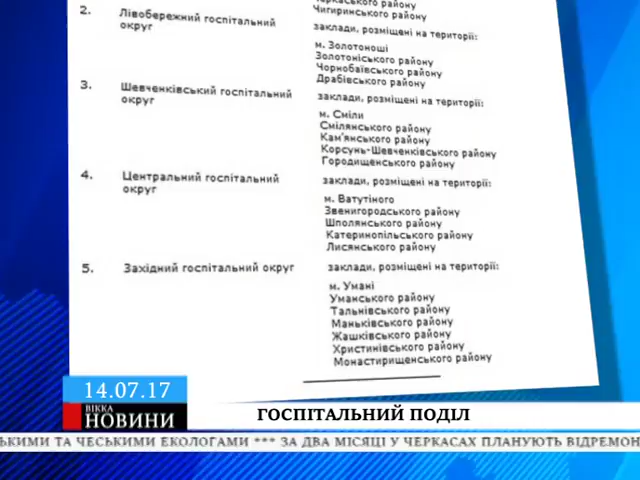 Черкаського району
Чигиринського району
2. Лівобережний госпітальний округ
заклади, розміщені на території:
м. Золотоноші
Золотоніського району
Чорнобаївського району
Драбівського району
3. Шевченківський госпітальний округ
заклади, розміщені на території:
м. Сміли
Смілянського району
Кам'янського району
Корсунь-Шевченківського району
Городищенського району
4. Центральний госпітальний округ
заклади, розміщені на території:
м. Ватутіного
Звенигородського району
Шполянського району
Катеринопільського району
Лисянського району
5. Західний госпітальний округ
заклади, розміщені на території:
м. Умані
Уманського району
Тальнівського району
Маньківського району
Жашківського району
Христинівського району
Монастирищенського району
14.07.17
ВІККА
НОВИНИ
ГОСПІТАЛЬНИЙ ПОДІЛ
ЬКИМИ ТА ЧЕСЬКИМИ ЕКОЛОГАМИ *** ЗА ДВА МІСЯЦІ У ЧЕРКАСАХ ПЛАНУЮТЬ ВІДРЕМОН